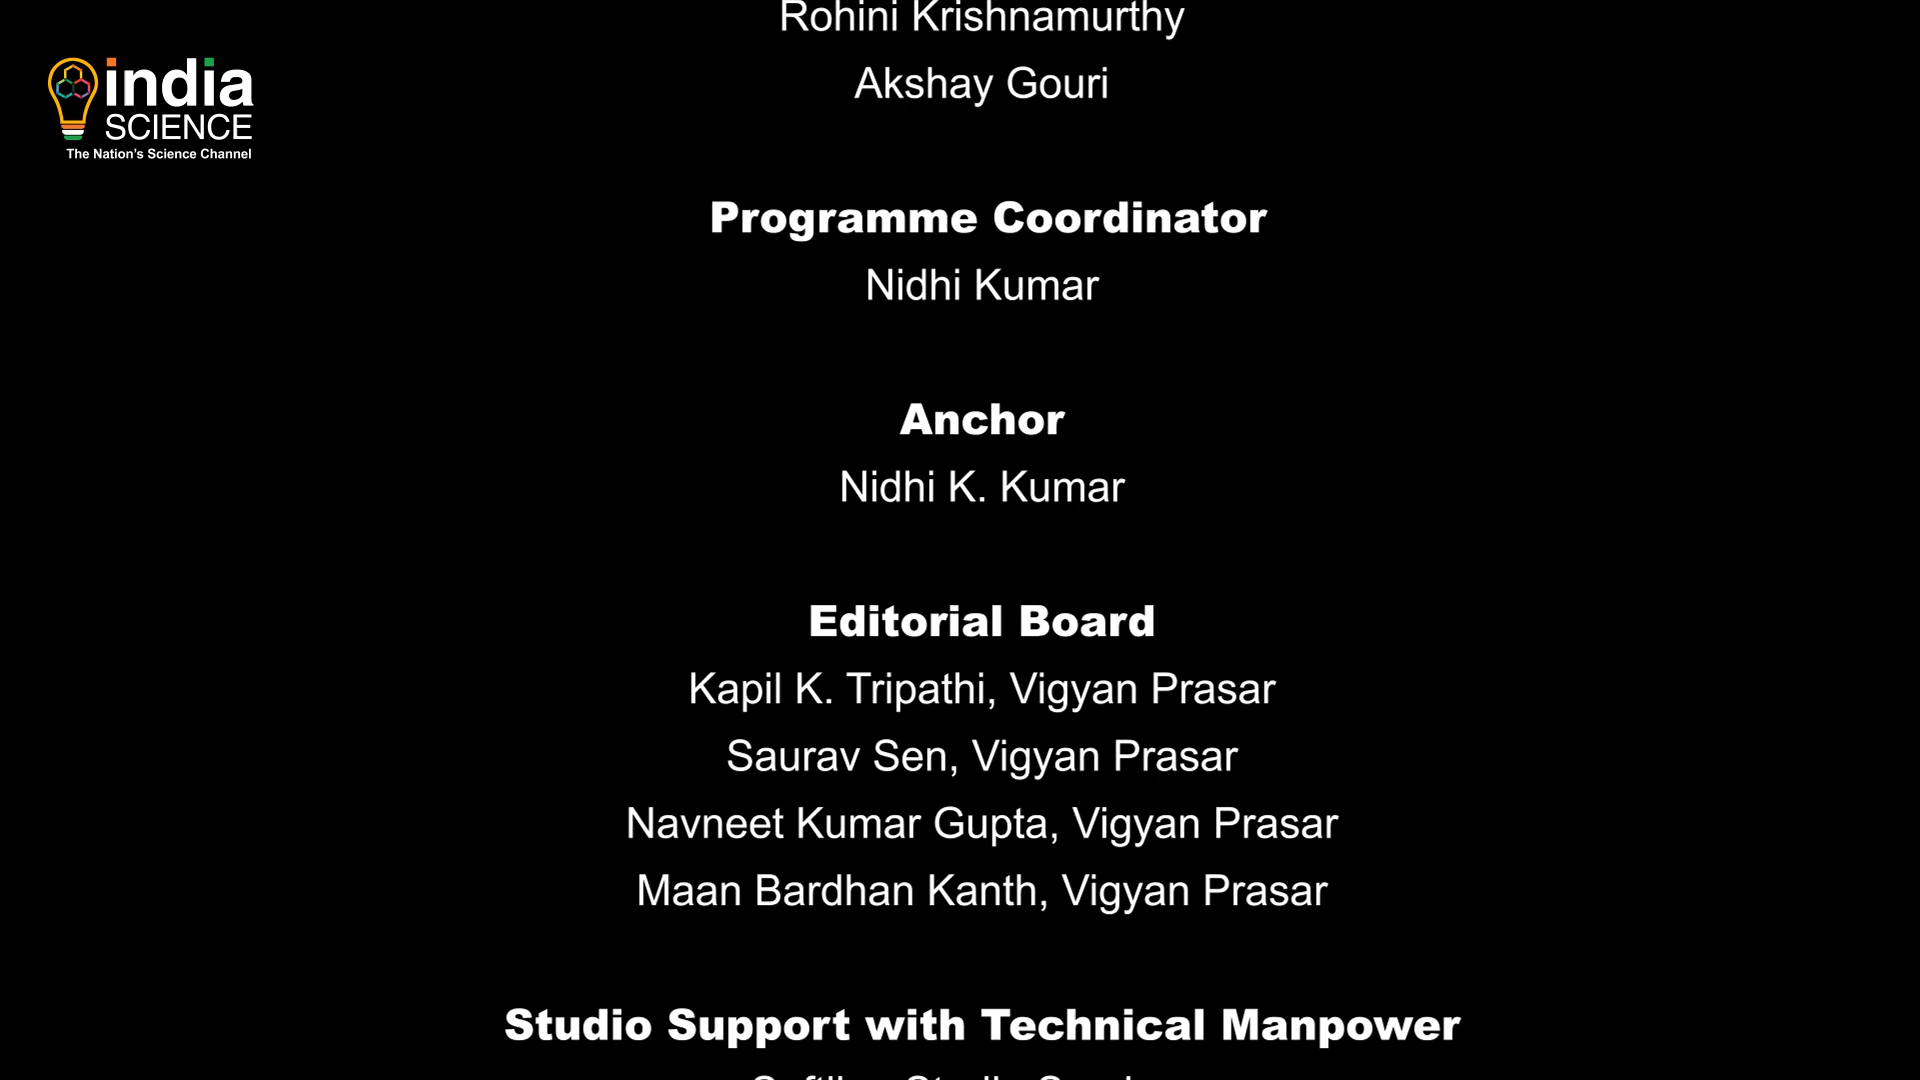 Rohini Krishnamurthy
Akshay Gouri
india
SCIENCE
The Nation's Science Channel
Programme Coordinator
Nidhi Kumar
Anchor
Nidhi K. Kumar
Editorial Board
Kapil K. Tripathi, Vigyan Prasar
Saurav Sen, Vigyan Prasar
Navneet Kumar Gupta, Vigyan Prasar
Maan Bardhan Kanth, Vigyan Prasar
Studio Support with Technical Manpower